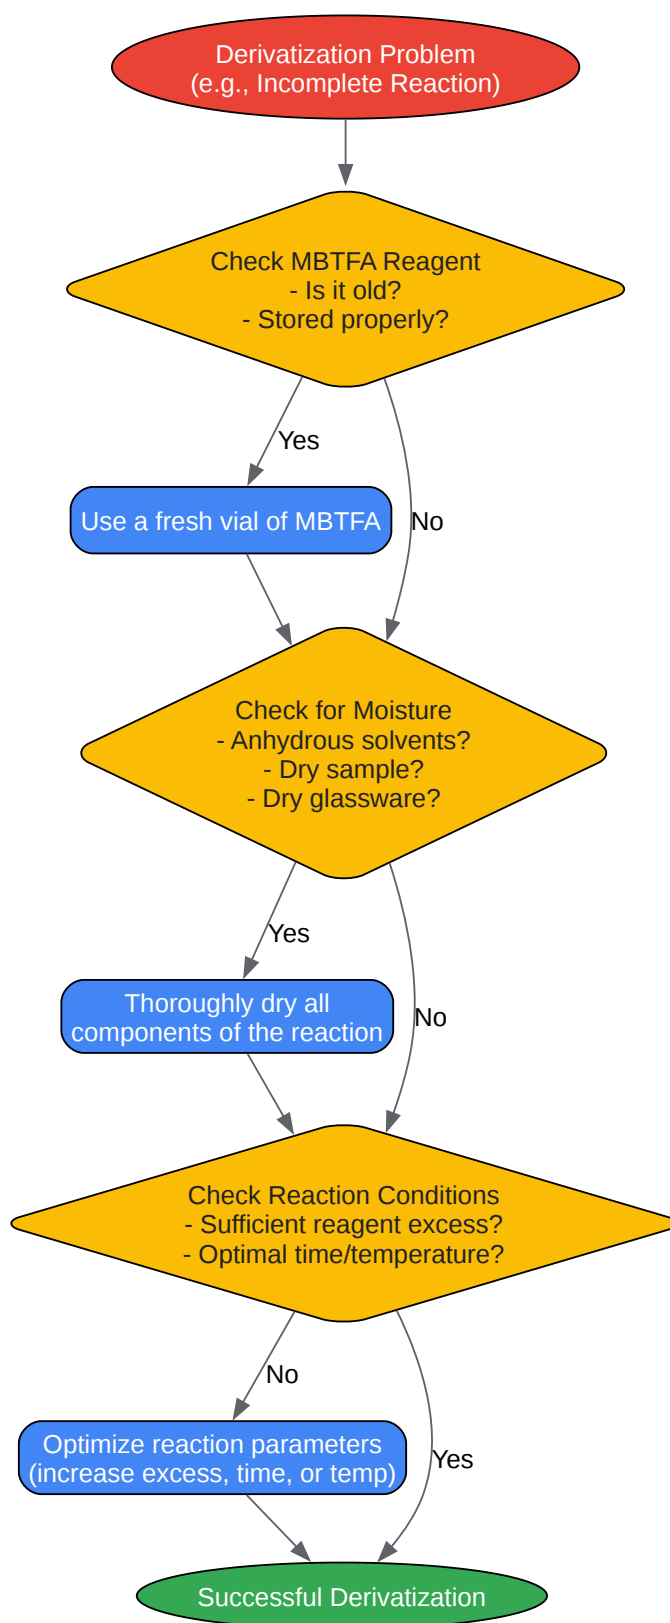 Derivatization Problem
(e.g., Incomplete Reaction)
Check MBTFA Reagent
- Is it old?
- Stored properly?
Yes
Use a fresh vial of MBTFA
No
Check for Moisture
- Anhydrous solvents?
- Dry sample?
- Dry glassware?
Yes
Thoroughly dry all
components of the reaction
No
Check Reaction Conditions
- Sufficient reagent excess?
- Optimal time/temperature?
No
Optimize reaction parameters
(increase excess, time, or temp)
Yes
Successful Derivatization